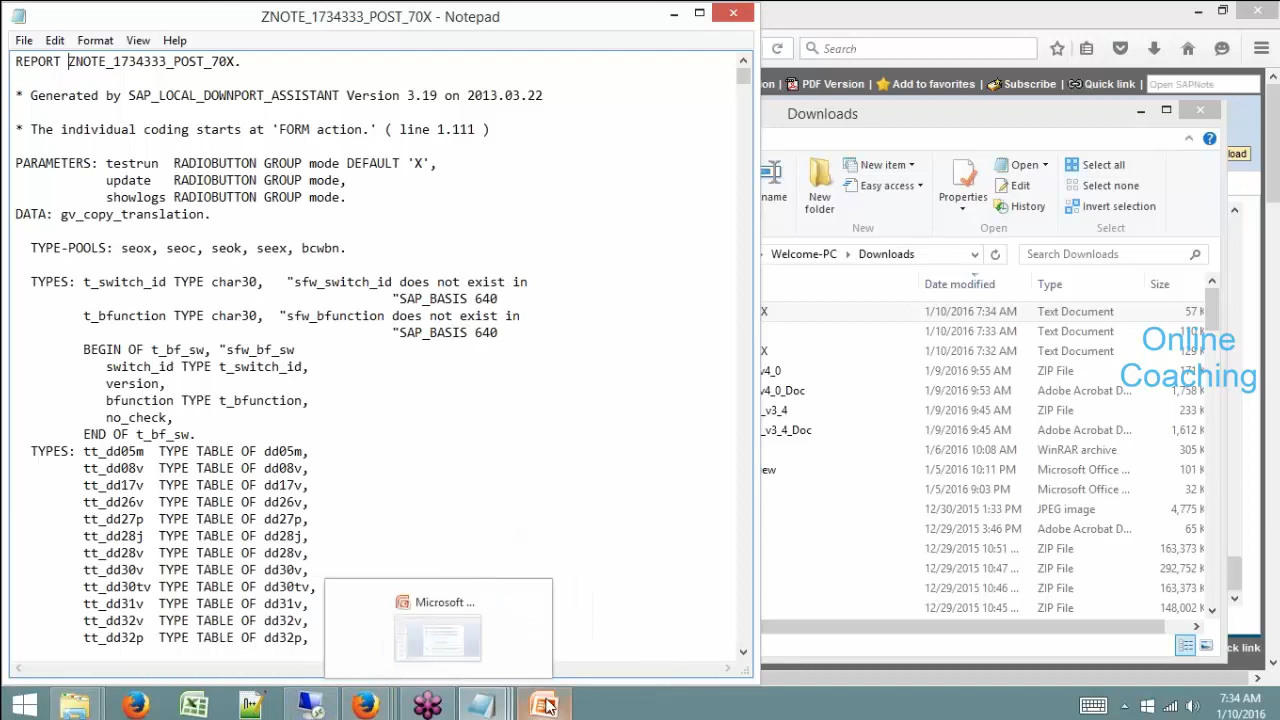 ZNOTE_1734333_POST_70X - Notepad
File Edit Format View Help
REPORT ZNOTE_1734333_POST_70X.
* Generated by SAP_LOCAL_DOWNPORT_ASSISTANT Version 3.19 on 2013.03.22
* The individual coding starts at 'FORM action.' ( line 1.111 )
PARAMETERS: testrun RADIOBUTTON GROUP mode DEFAULT 'X',
update RADIOBUTTON GROUP mode,
showlogs RADIOBUTTON GROUP mode.
DATA: gv_copy_translation.
TYPE-POOLS: seox, seoc, seok, seex, bcwbn.
TYPES: t_switch_id TYPE char30, "sfw_switch_id does not exist in
"SAP_BASIS 640
t_bfunction TYPE char30, "sfw_bfunction does not exist in
"SAP_BASIS 640
BEGIN OF t_bf_sw, "sfw_bf_sw
switch_id TYPE t_switch_id,
version,
bfunction TYPE t_bfunction,
no_check,
END OF t_bf_sw.
TYPES: tt_dd05m TYPE TABLE OF dd05m,
tt_dd08v TYPE TABLE OF dd08v,
tt_dd17v TYPE TABLE OF dd17v,
tt_dd26v TYPE TABLE OF dd26v,
tt_dd27p TYPE TABLE OF dd27p,
tt_dd28j TYPE TABLE OF dd28j,
tt_dd28v TYPE TABLE OF dd28v,
tt_dd30v TYPE TABLE OF dd30v,
tt_dd30tv TYPE TABLE OF dd30tv,
tt_dd31v TYPE TABLE OF dd31v,
tt_dd32v TYPE TABLE OF dd32v,
tt_dd32p TYPE TABLE OF dd32p,
Microsoft ...
Search
on PDF Version Add to favorites Subscribe Quick link Open SAPNote
Downloads
load
name New folder New item Easy access New
Properties Open Edit History Open
Select all Select none Invert selection Select
Welcome-PC Downloads Search Downloads
Date modified Type Size
X 1/10/2016 7:34 AM Text Document 57 K
1/10/2016 7:33 AM Text Document
X 1/10/2016 7:32 AM Text Document 129 K
v4_0 1/9/2016 9:55 AM ZIP File
v4_0_Doc 1/9/2016 9:53 AM Adobe Acrobat D... 1,758 K
_v3_4 1/9/2016 9:45 AM ZIP File 233 K
_v3_4_Doc 1/9/2016 9:45 AM Adobe Acrobat D... 1,612 K
1/6/2016 10:08 AM WinRAR archive 305 K
ew 1/5/2016 10:11 PM Microsoft Office ... 101 K
1/5/2016 9:03 PM Microsoft Office ... 32 K
12/30/2015 1:33 PM JPEG image 4,775 K
12/29/2015 3:46 PM Adobe Acrobat D... 65 K
12/29/2015 10:51 ... ZIP File 163,373 K
12/29/2015 10:47 ... ZIP File 292,752 K
12/29/2015 10:46 ... ZIP File 163,373 K
12/29/2015 10:45 ... ZIP File 148,002 K
Online
Coaching
ck link
7:34 AM
1/10/2016